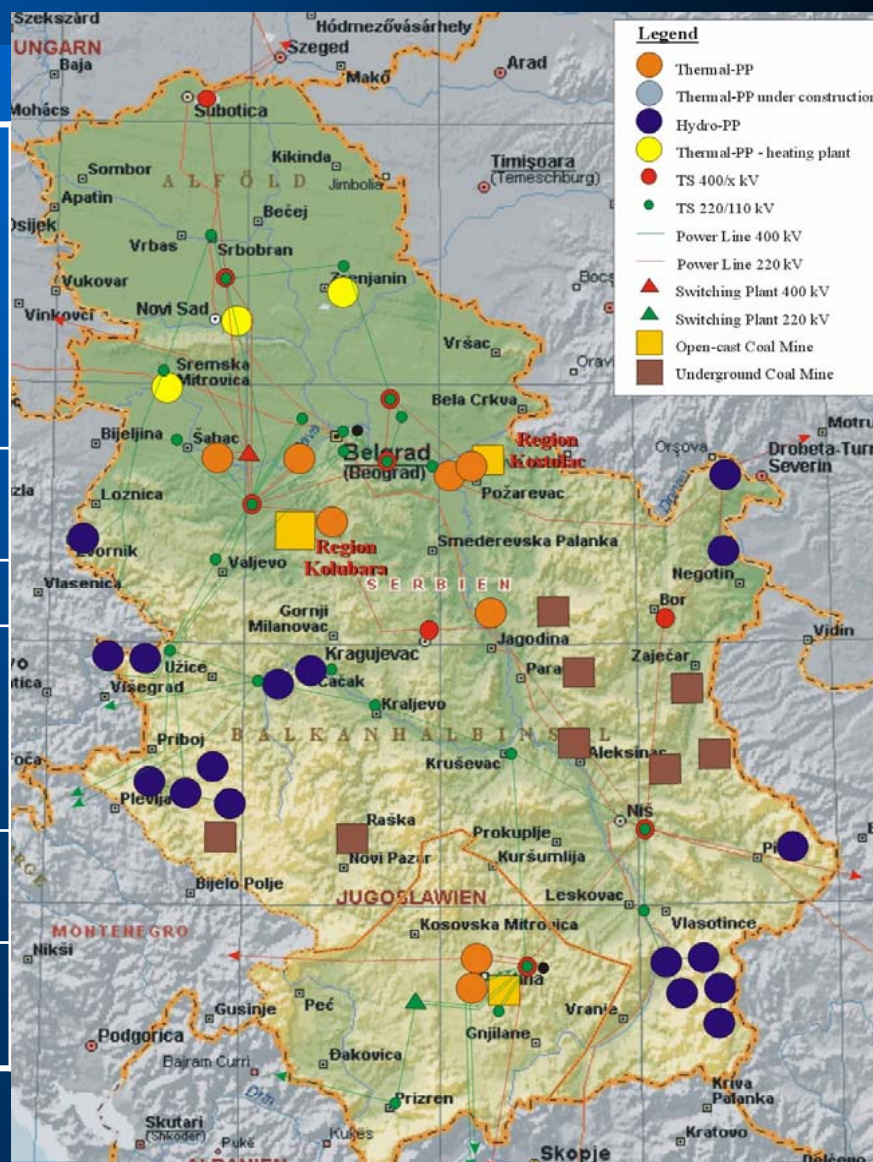 Szekszárd
Hódmezővásárhely
UNGARN
Szeged
Baja
Makó
Arad
Mohács
Subotica
Kikinda
Sombor
ALFÖLD
Jimbolia
Timişoara
(Temeschburg)
Apatin
Osijek
Bečej
Vrbas
Srbobran
Vukovar
Vinkovci
Novi Sad
Vršac
Sremska
Mitrovica
Bela Crkva
Bijeljina
Šabac
Belgrad
(Beograd)
Region
Kostolac
Orşova
Drobeta-Turn
Severin
Požarevac
Loznica
Region
Kolubara
Smederevska Palanka
Valjevo
Negotin
Vlasenica
SERBIEN
Gornji
Milanovac
Bor
Vidin
Jagodina
Kragujevac
Zaječar
Užice
Čačak
Višegrad
Kraljevo
BALKANHALBINSEL
Priboj
Aleksinac
Kruševac
Niš
Raška
Prokuplje
Novi Pazar
Kuršumlija
Bijelo Polje
JUGOSLAWIEN
Leskovac
Vlasotince
MONTENEGRO
Kosovska Mitrovica
Nikši
Peć
Gusinje
Vranje
Gnjilane
Podgorica
Đakovica
Bajram Curri
Drin
Prizren
Kriva
Palanka
Skutari
(Shkodër)
Pukë
Kukës
Kratovo
Skopje
Legend
Thermal-PP
Thermal-PP under construction
Hydro-PP
Thermal-PP - heating plant
TS 400/x kV
TS 220/110 kV
Power Line 400 kV
Power Line 220 kV
Switching Plant 400 kV
Switching Plant 220 kV
Open-cast Coal Mine
Underground Coal Mine